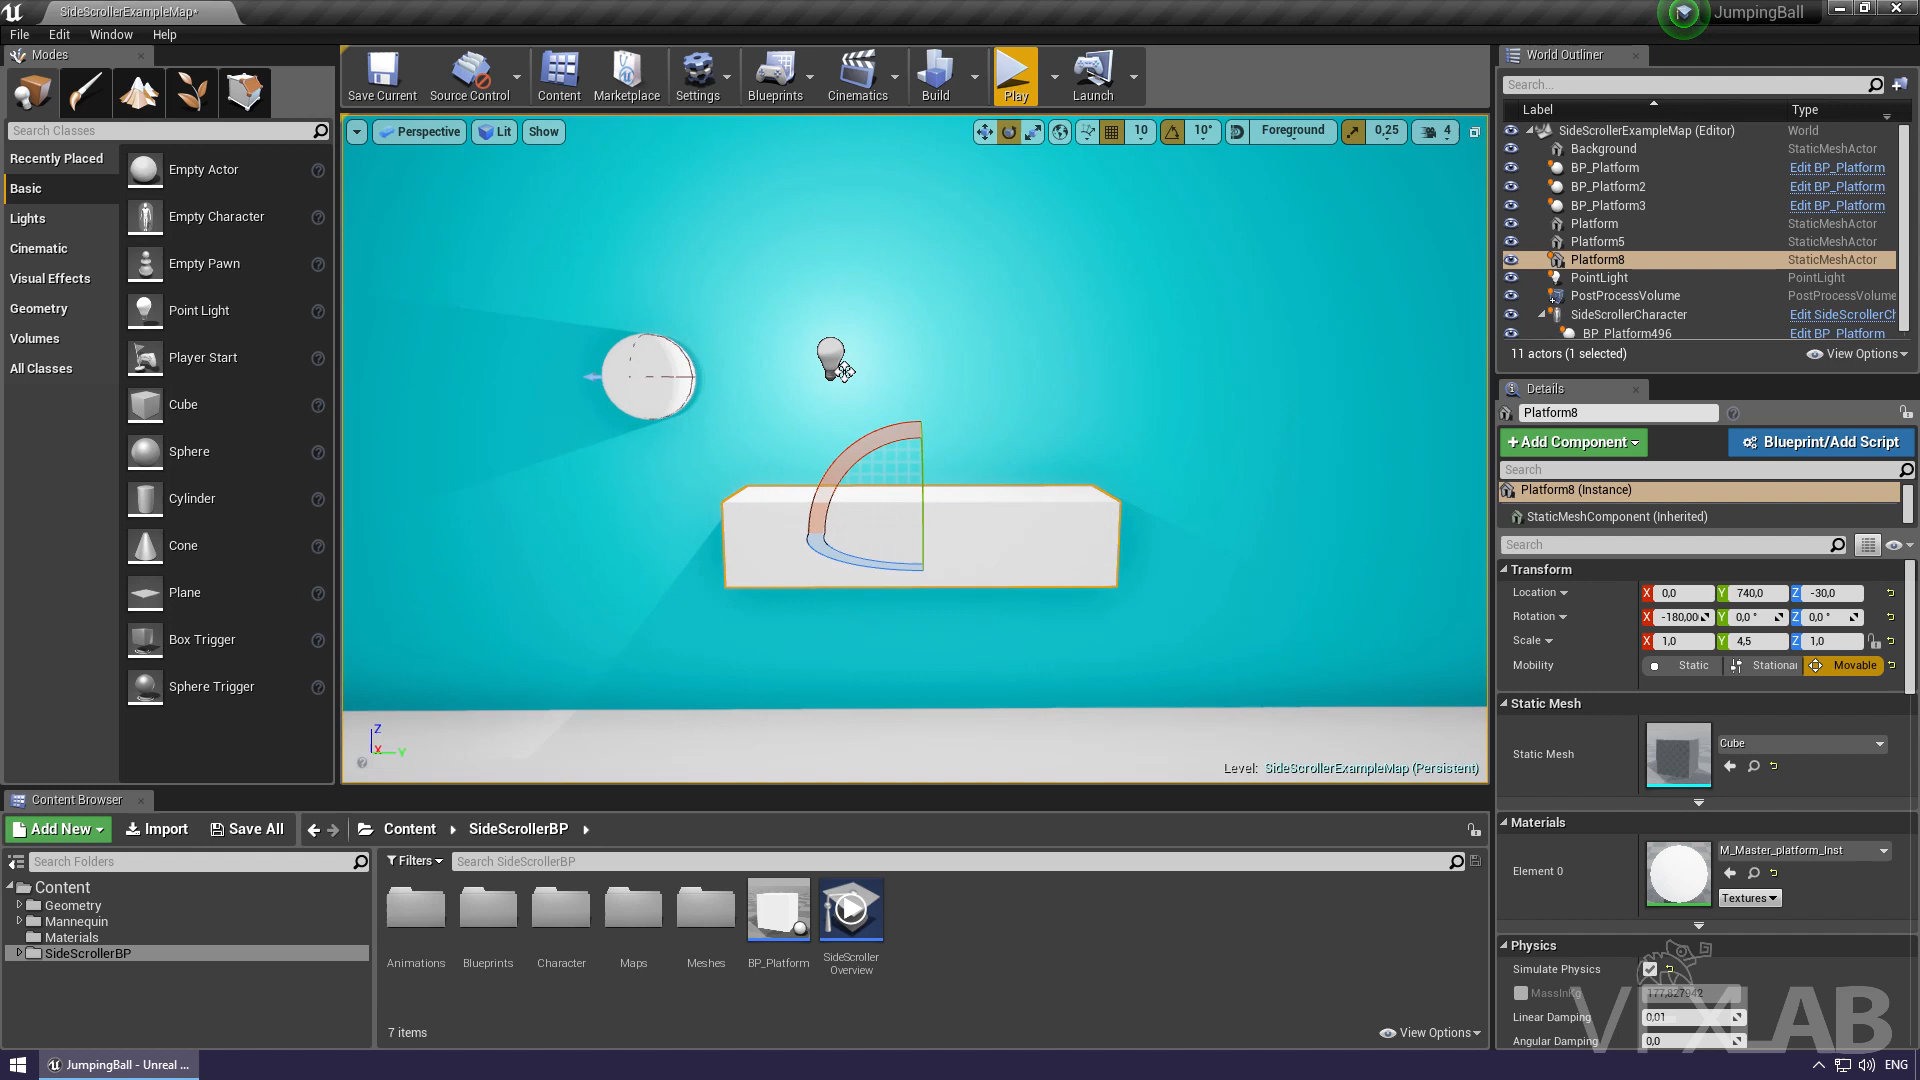 SideScrollerExampleMap*
JumpingBall
File Edit Window Help
Modes
Search Classes
Recently Placed
Basic
Lights
Cinematic
Visual Effects
Geometry
Volumes
All Classes
Empty Actor
Empty Character
Empty Pawn
Point Light
Player Start
Cube
Sphere
Cylinder
Cone
Plane
Box Trigger
Sphere Trigger
Save Current
Source Control
Content
Marketplace
Settings
Blueprints
Cinematics
Build
Play
Launch
Perspective
Lit
Show
10
10°
Foreground
0,25
4
Z
X
Y
Level: SideScrollerExampleMap (Persistent)
World Outliner
Search...
Label Type
SideScrollerExampleMap (Editor) World
Background StaticMeshActor
BP_Platform Edit BP_Platform
BP_Platform2 Edit BP_Platform
BP_Platform3 Edit BP_Platform
Platform StaticMeshActor
Platform5 StaticMeshActor
Platform8 StaticMeshActor
PointLight PointLight
PostProcessVolume PostProcessVolume
SideScrollerCharacter Edit SideScrollerCh
BP_Platform496 Edit BP_Platform
11 actors (1 selected) View Options
Details
Platform8
+Add Component Blueprint/Add Script
Search
Platform8 (Instance)
StaticMeshComponent (Inherited)
Search
Transform
Location X 0,0 Y 740,0 Z -30,0
Rotation X -180,00 Y 0,0 ° Z 0,0 °
Scale X 1,0 Y 4,5 Z 1,0
Mobility Static Stationar Movable
Static Mesh
Static Mesh Cube
Materials
Element 0 M_Master_platform_Inst
Textures
Physics
Simulate Physics
MassInKg 177,827942
Linear Damping 0,01
Angular Damping 0,0
VFXLAB
Content Browser
Add New Import Save All Content SideScrollerBP
Search Folders
Content
Geometry
Mannequin
Materials
SideScrollerBP
Filters Search SideScrollerBP
Animations
Blueprints
Character
Maps
Meshes
BP_Platform
SideScroller
Overview
7 items View Options
JumpingBall - Unreal ...
ENG